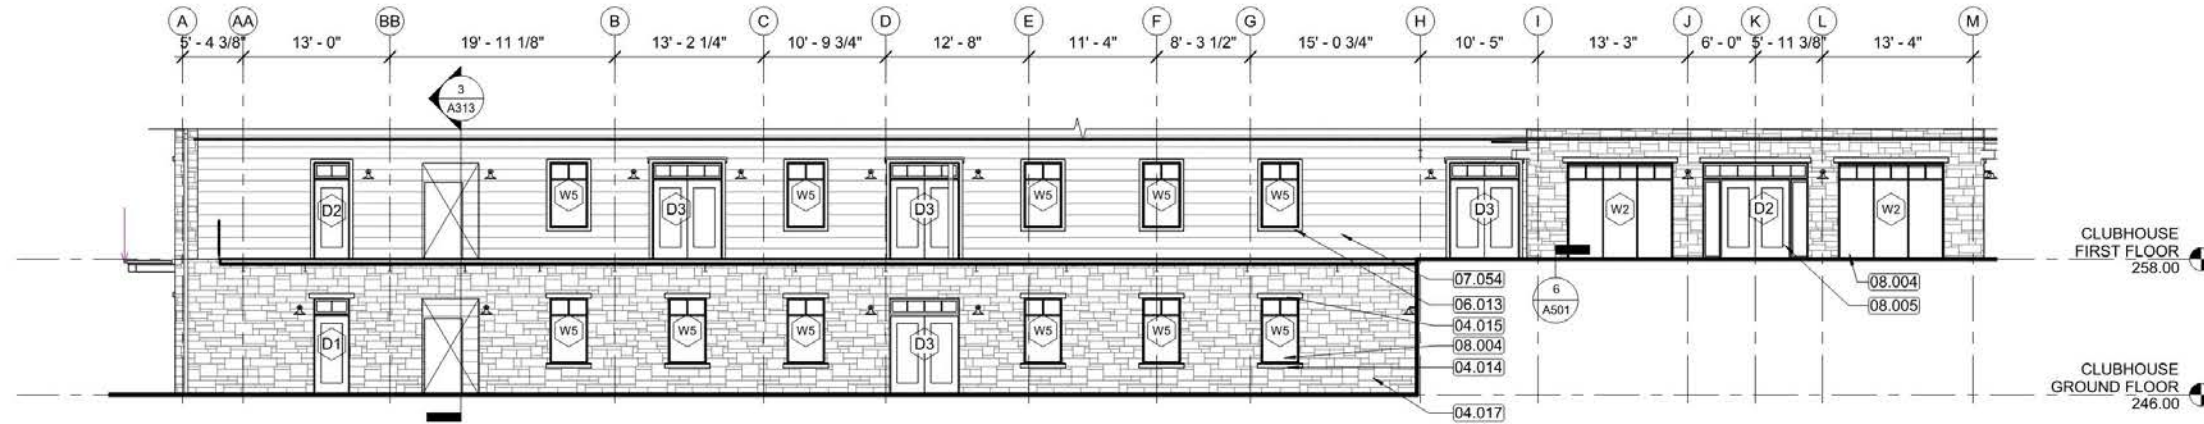 A AA BB B C D E F G H I J K L M
5' - 4 3/8" 13' - 0" 19' - 11 1/8" 13' - 2 1/4" 10' - 9 3/4" 12' - 8" 11' - 4" 8' - 3 1/2" 15' - 0 3/4" 10' - 5" 13' - 3" 6' - 0" 5' - 11 3/8" 13' - 4"
3
A313
D2 W5 D3 W5 D3 W5 W5 W5 D3 W2 D2 W2
CLUBHOUSE
FIRST FLOOR
258.00
07.054
08.004
06.013
08.005
6
A501
04.015
D1 W5 W5 W5 D3 W5 W5 W5
08.004
04.014
CLUBHOUSE
GROUND FLOOR
246.00
04.017